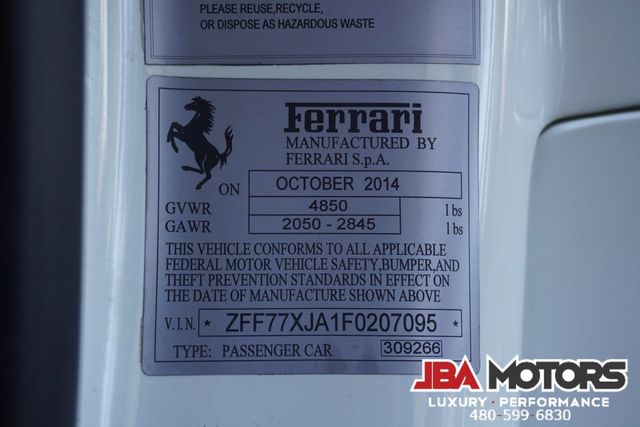 PLEASE REUSE,RECYCLE,
OR DISPOSE AS HAZARDOUS WASTE
Ferrari
MANUFACTURED BY
FERRARI S.p.A.
ON OCTOBER 2014
GVWR 4850 lbs
GAWR 2050 - 2845 lbs
THIS VEHICLE CONFORMS TO ALL APPLICABLE
FEDERAL MOTOR VEHICLE SAFETY,BUMPER,AND
THEFT PREVENTION STANDARDS IN EFFECT ON
THE DATE OF MANUFACTURE SHOWN ABOVE
V.I.N. * ZFF77XJA1F0207095 *
TYPE: PASSENGER CAR 309266
JBA MOTORS
LUXURY • PERFORMANCE
480-599-6830